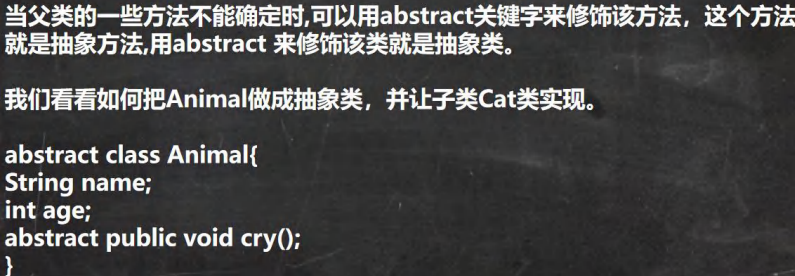 当父类的一些方法不能确定时,可以用abstract关键字来修饰该方法，这个方法
就是抽象方法,用abstract 来修饰该类就是抽象类。
我们看看如何把Animal做成抽象类，并让子类Cat类实现。
abstract class Animal{
String name;
int age;
abstract public void cry();
}